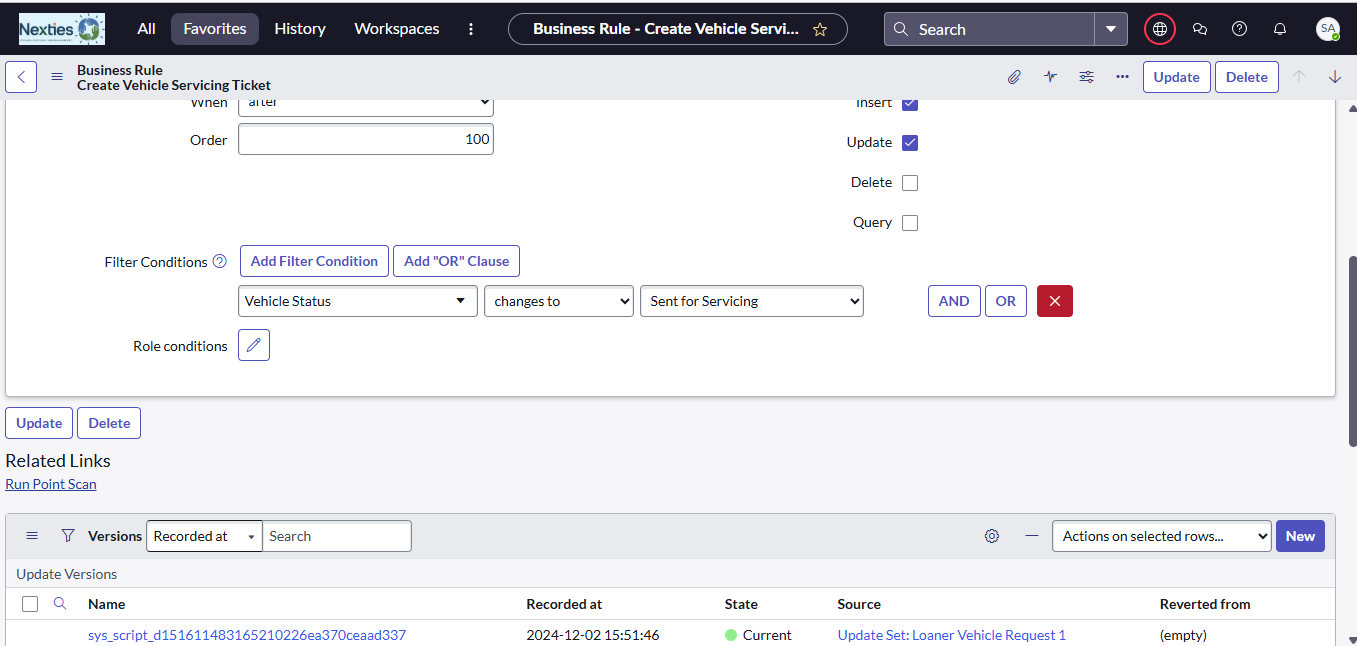 Nexties
All Favorites History Workspaces Business Rule - Create Vehicle Servi... Search SA
Business Rule
Create Vehicle Servicing Ticket
Update Delete
When after Insert
Order 100
Update
Delete
Query
Filter Conditions Add Filter Condition Add "OR" Clause
Vehicle Status changes to Sent for Servicing AND OR
Role conditions
Update Delete
Related Links
Run Point Scan
Versions Recorded at Search Actions on selected rows... New
Update Versions
Name Recorded at State Source Reverted from
sys_script_d151611483165210226ea370ceaad337 2024-12-02 15:51:46 Current Update Set: Loaner Vehicle Request 1 (empty)